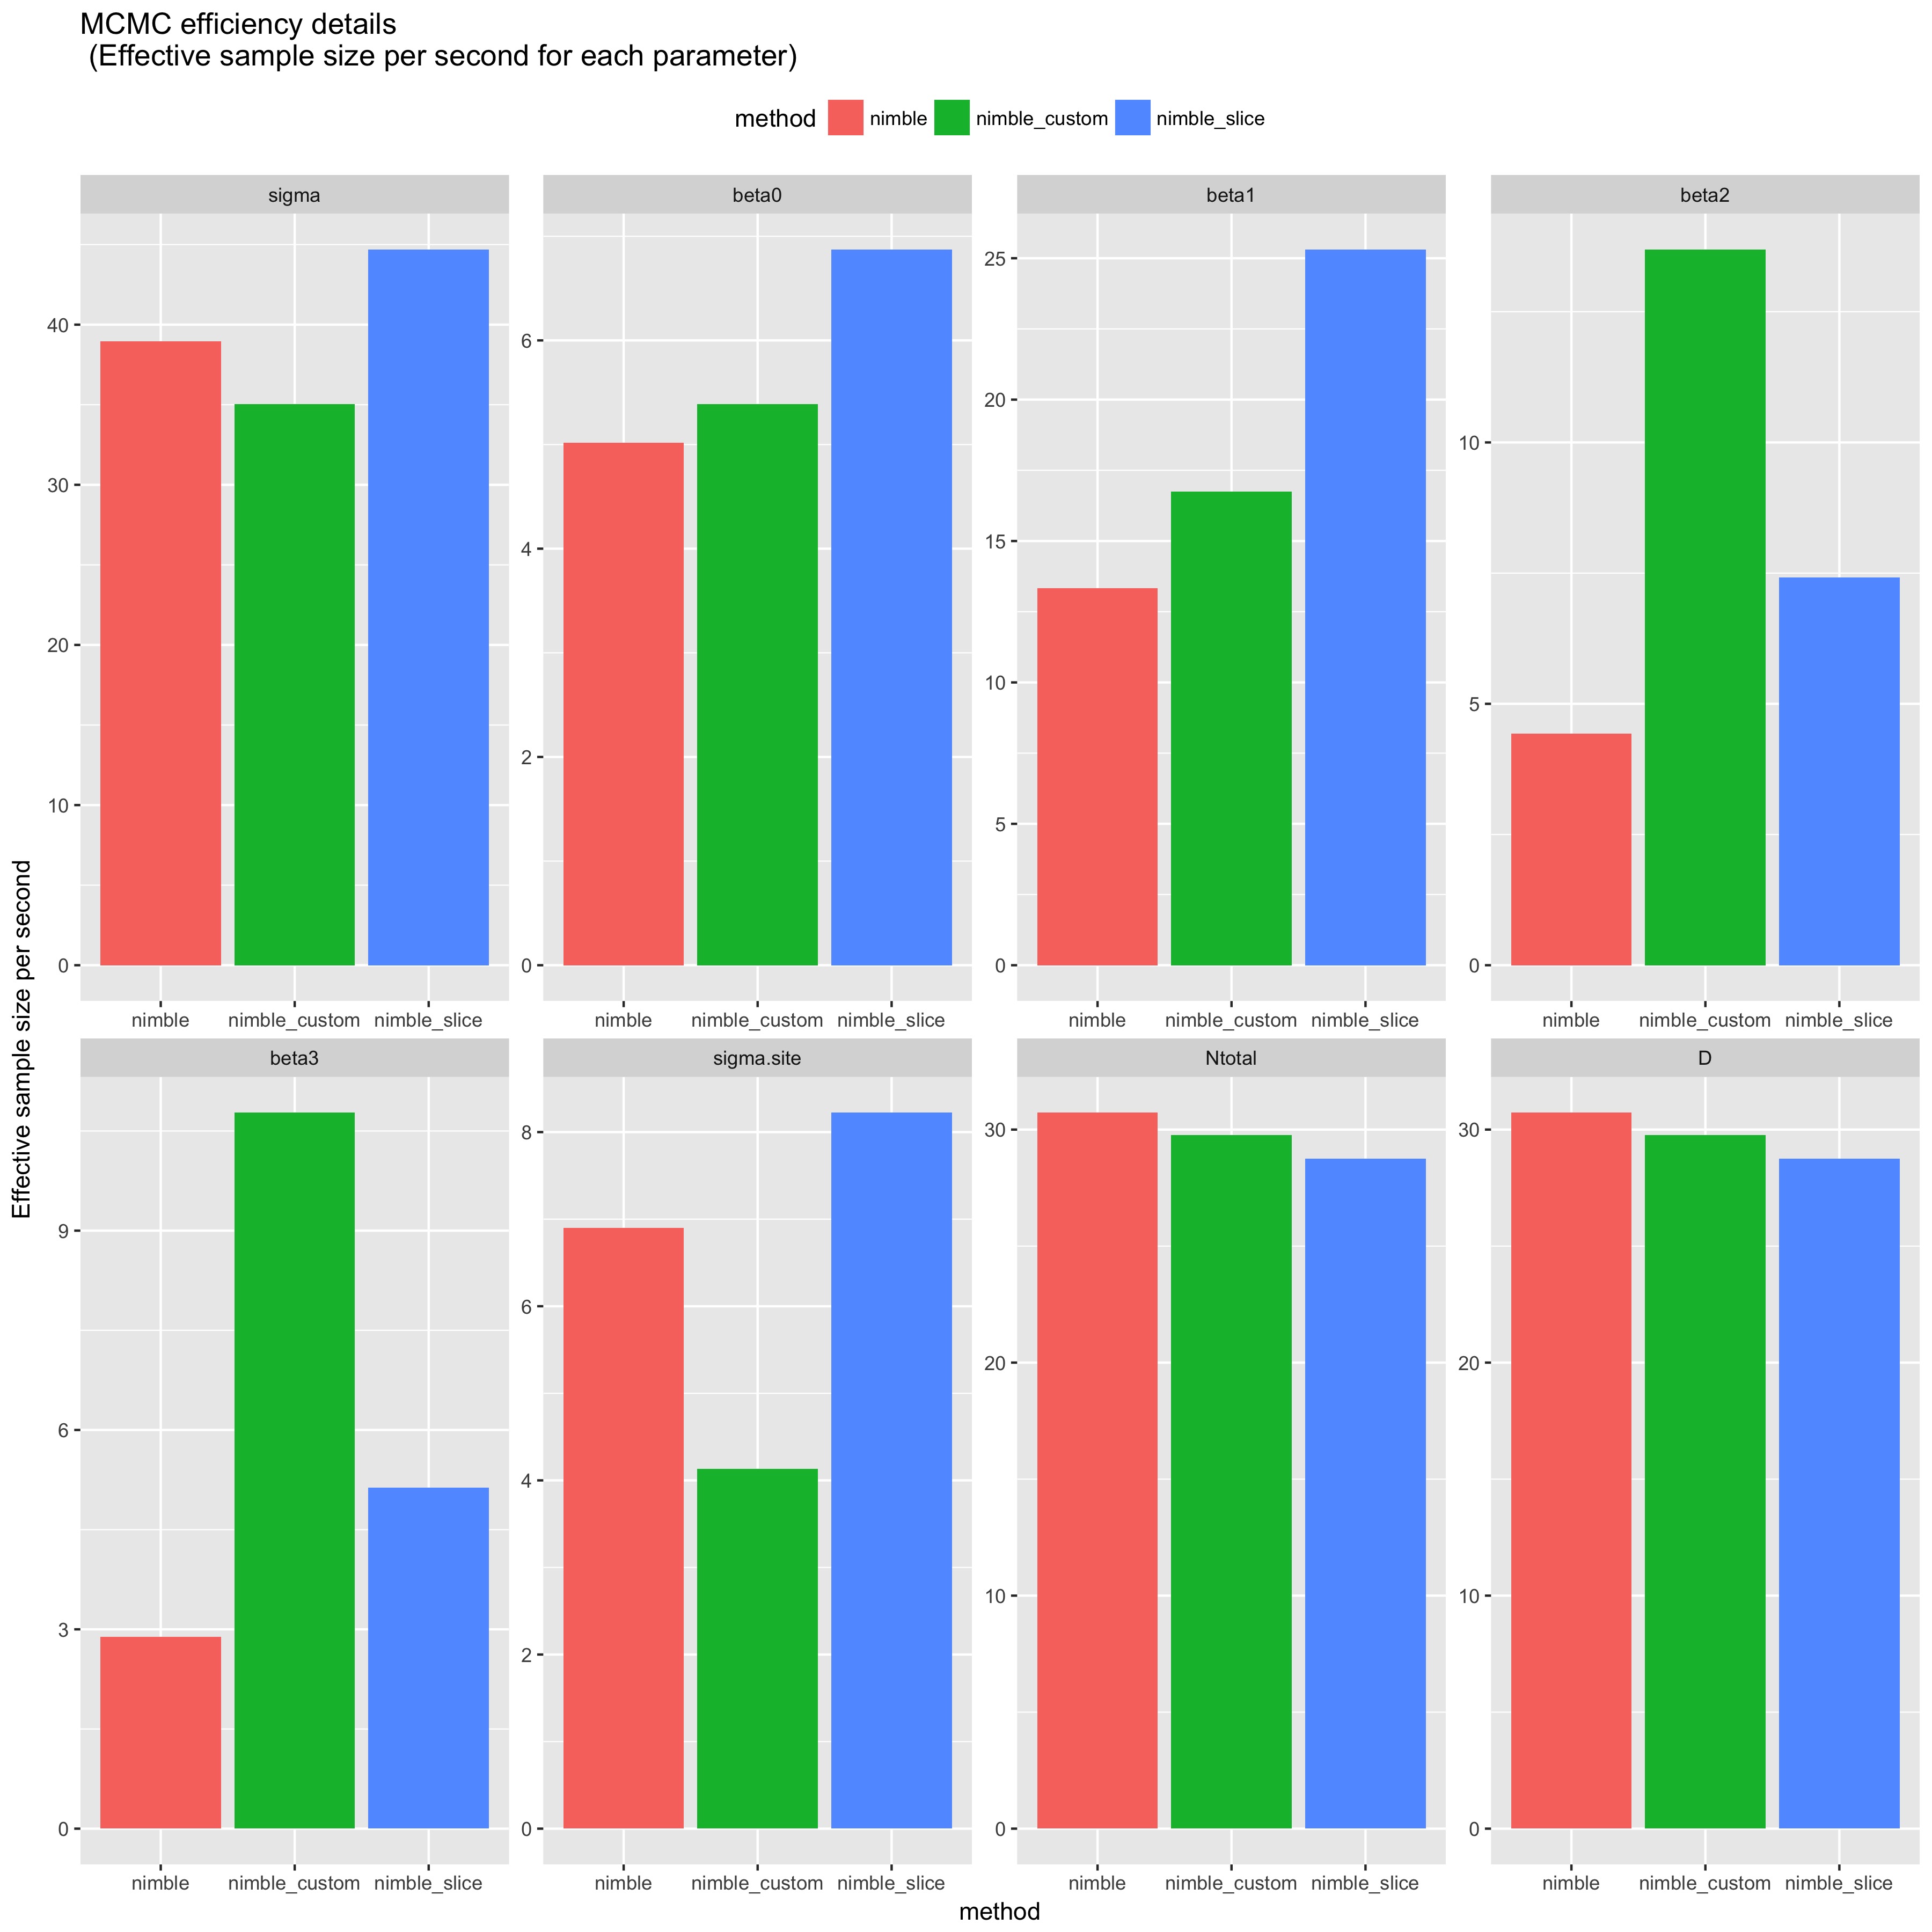 MCMC efficiency details
(Effective sample size per second for each parameter)
method nimble nimble_custom nimble_slice
Effective sample size per second
sigma
40
30
20
10
0
nimble nimble_custom nimble_slice
beta0
6
4
2
0
nimble nimble_custom nimble_slice
beta1
25
20
15
10
5
0
nimble nimble_custom nimble_slice
beta2
10
5
0
nimble nimble_custom nimble_slice
beta3
9
6
3
0
nimble nimble_custom nimble_slice
sigma.site
8
6
4
2
0
nimble nimble_custom nimble_slice
Ntotal
30
20
10
0
nimble nimble_custom nimble_slice
D
30
20
10
0
nimble nimble_custom nimble_slice
method